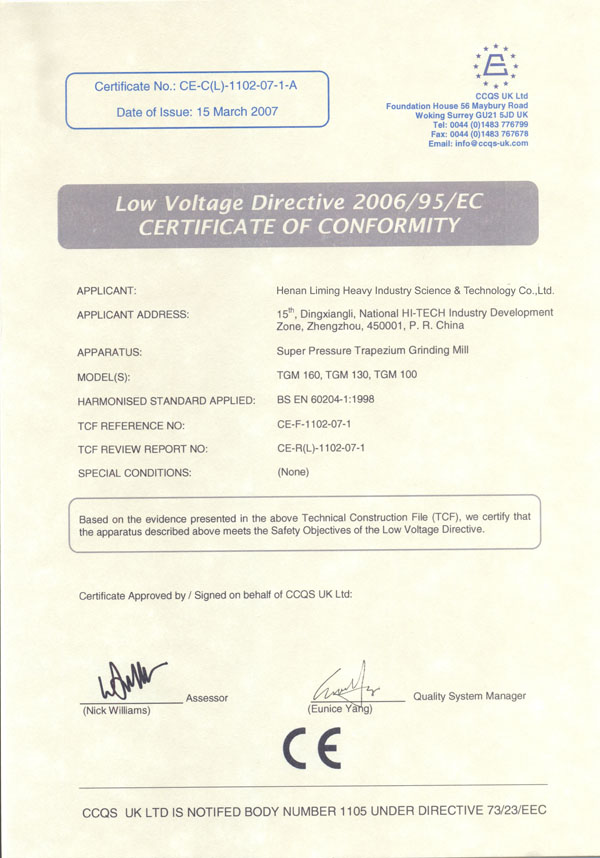 Certificate No.: CE-C(L)-1102-07-1-A
Date of Issue: 15 March 2007
CCQS UK Ltd
Foundation House 56 Maybury Road
Woking Surrey GU21 5JD UK
Tel: 0044 (0)1483 776799
Fax: 0044 (0)1483 767678
Email: info@ccqs-uk.com
Low Voltage Directive 2006/95/EC
CERTIFICATE OF CONFORMITY
APPLICANT: Henan Liming Heavy Industry Science & Technology Co.,Ltd.
APPLICANT ADDRESS: 15th, Dingxiangli, National HI-TECH Industry Development
Zone, Zhengzhou, 450001, P. R. China
APPARATUS: Super Pressure Trapezium Grinding Mill
MODEL(S): TGM 160, TGM 130, TGM 100
HARMONISED STANDARD APPLIED: BS EN 60204-1:1998
TCF REFERENCE NO: CE-F-1102-07-1
TCF REVIEW REPORT NO: CE-R(L)-1102-07-1
SPECIAL CONDITIONS: (None)
Based on the evidence presented in the above Technical Construction File (TCF), we certify that
the apparatus described above meets the Safety Objectives of the Low Voltage Directive.
Certificate Approved by / Signed on behalf of CCQS UK Ltd:
Assessor
(Nick Williams)
Quality System Manager
(Eunice Yang)
CE
CCQS UK LTD IS NOTIFED BODY NUMBER 1105 UNDER DIRECTIVE 73/23/EEC